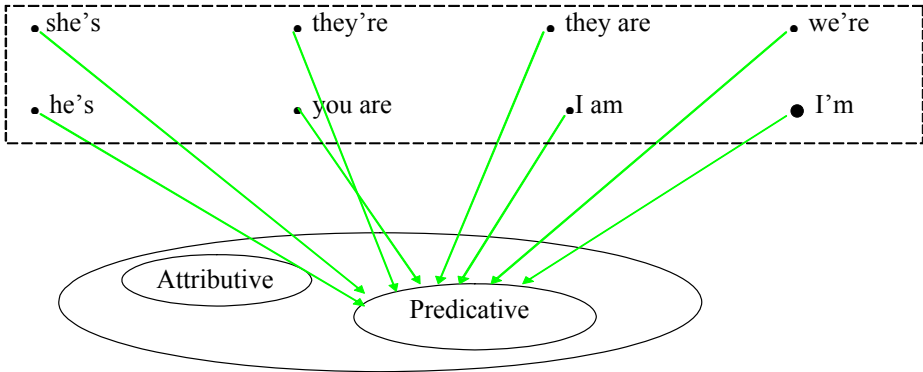 she’s they’re they are we’re
he’s you are I am I’m
Attributive
Predicative